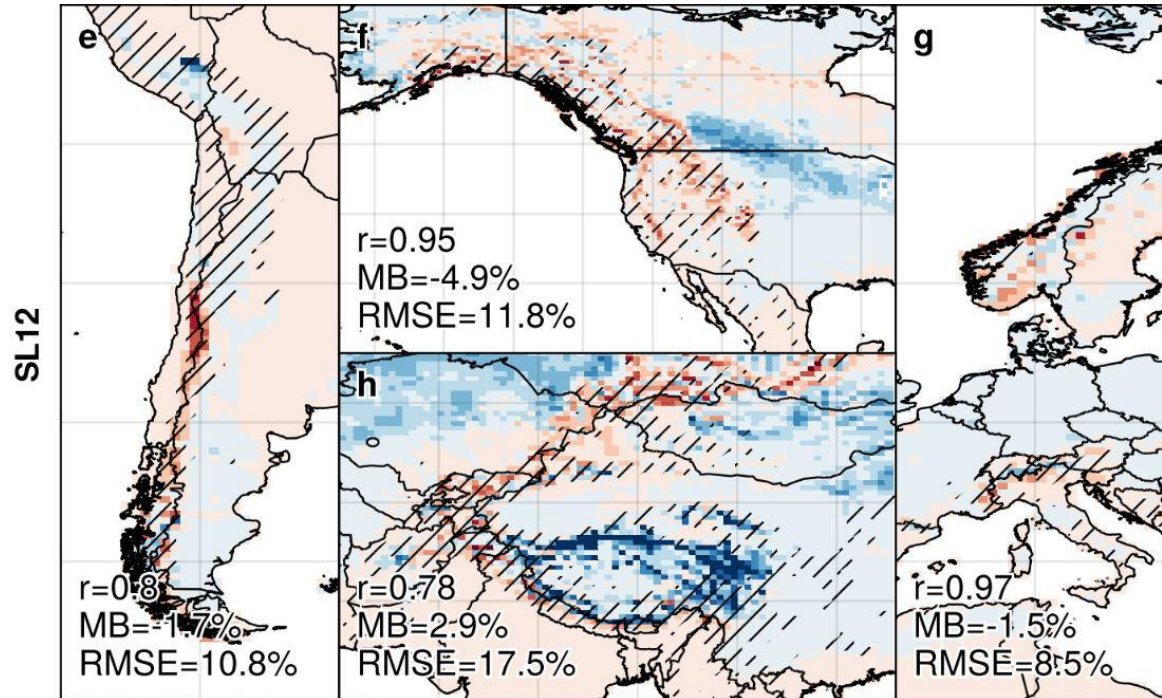 SL12
e
r=0.8
MB=-1.7%
RMSE=10.8%
f
r=0.95
MB=-4.9%
RMSE=11.8%
g
r=0.97
MB=-1.5%
RMSE=8.5%
h
r=0.78
MB=2.9%
RMSE=17.5%